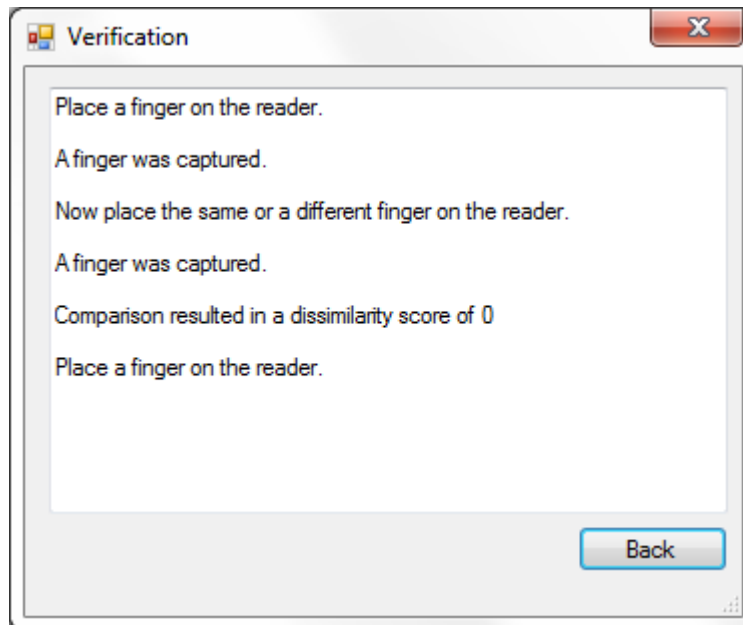 Verification
Place a finger on the reader.
A finger was captured.
Now place the same or a different finger on the reader.
A finger was captured.
Comparison resulted in a dissimilarity score of 0
Place a finger on the reader.
Back